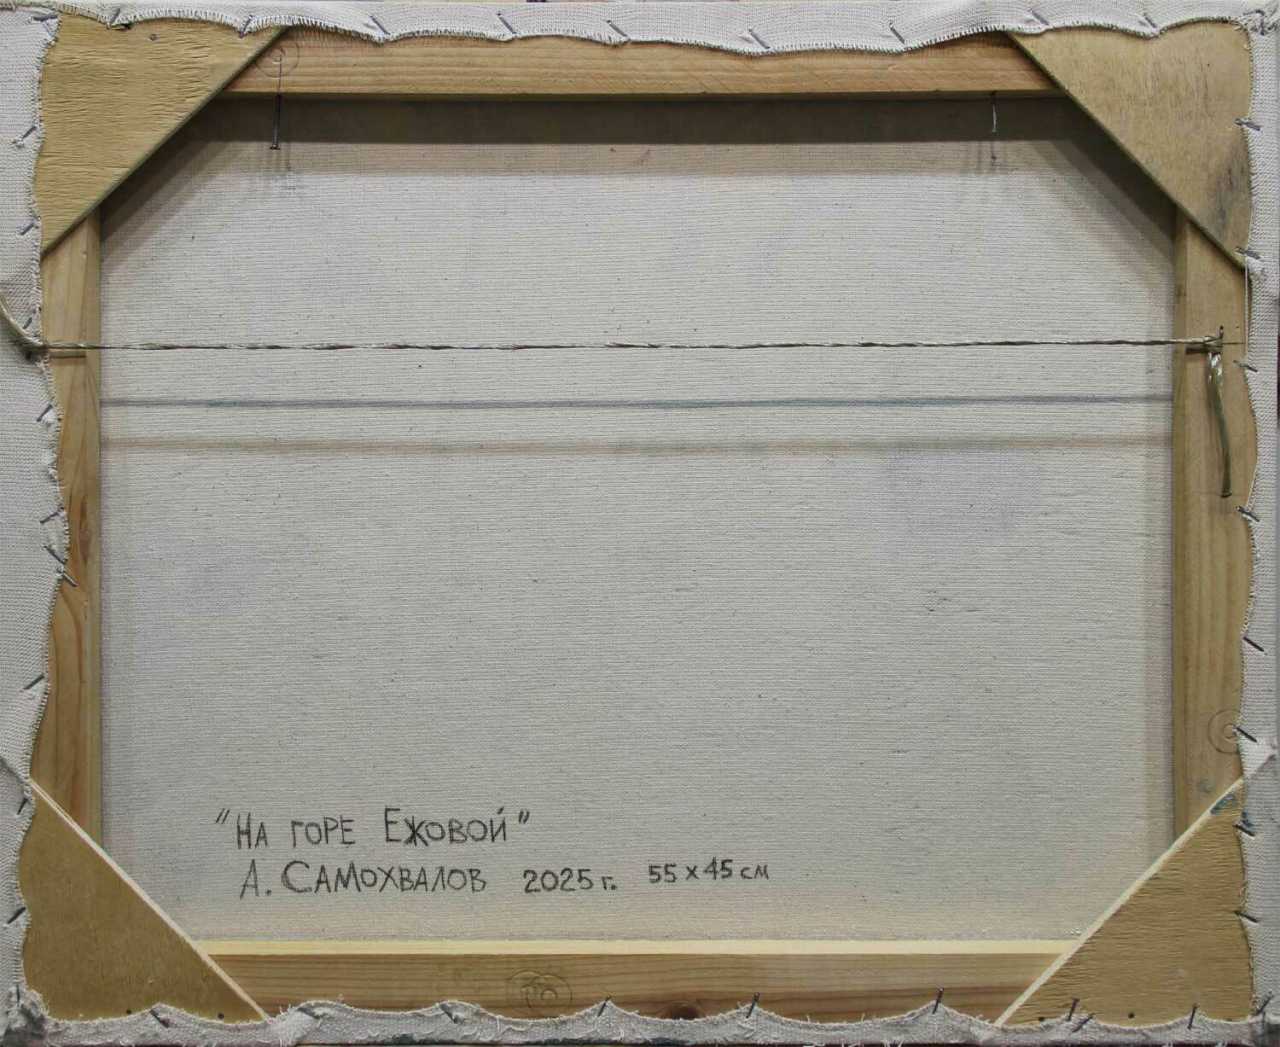 "На горе Ежовой"
А. Самохвалов 2025 г. 55 х 45 см